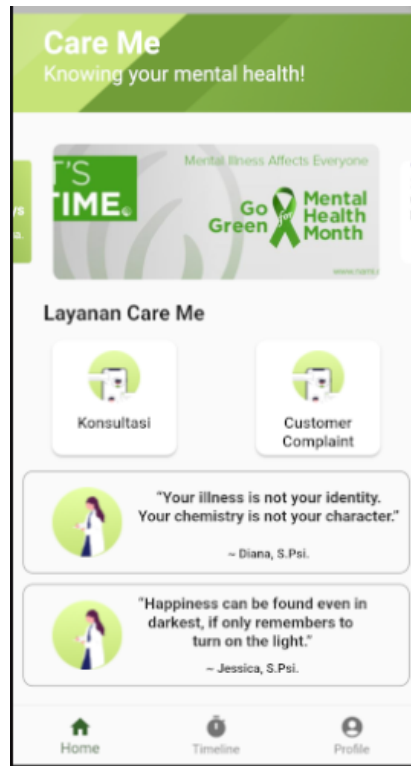 Care Me
Knowing your mental health!
T'S
TIME.
Mental Illness Affects Everyone
Go
Green
for
Mental
Health
Month
Layanan Care Me
Konsultasi
Customer
Complaint
"Your illness is not your identity.
Your chemistry is not your character."
~ Diana, S.Psi.
"Happiness can be found even in
darkest, if only remembers to
turn on the light."
~ Jessica, S.Psi.
Home
Timeline
Profile